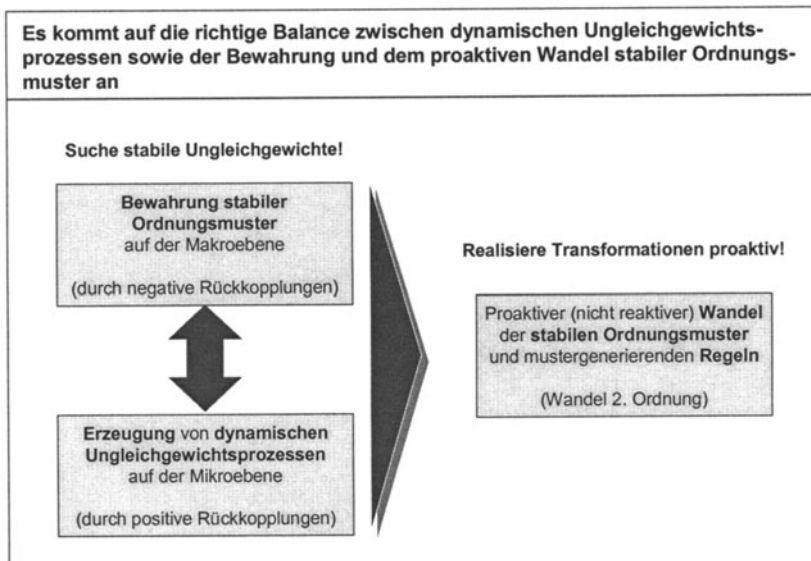 Es kommt auf die richtige Balance zwischen dynamischen Ungleichgewichts-
prozessen sowie der Bewahrung und dem proaktiven Wandel stabiler Ordnungs-
muster an
Suche stabile Ungleichgewichte!
Bewahrung stabiler
Ordnungsmuster
auf der Makroebene
(durch negative Rückkopplungen)
Erzeugung von dynamischen
Ungleichgewichtsprozessen
auf der Mikroebene
(durch positive Rückkopplungen)
Realisiere Transformationen proaktiv!
Proaktiver (nicht reaktiver) Wandel
der stabilen Ordnungsmuster
und mustergenerierenden Regeln
(Wandel 2. Ordnung)